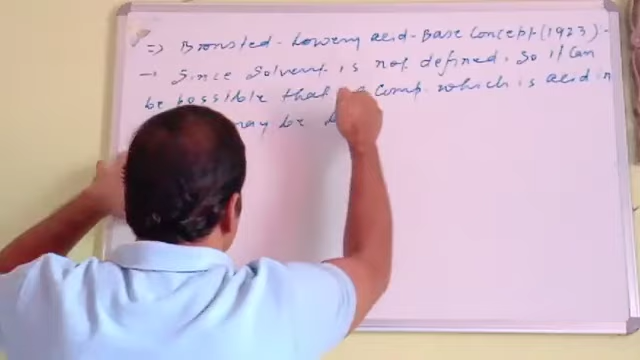 => Bronsted-Lowery acid-Base Concept (1923)-
→ Since Solvent is not defined. So it can
be possible that a Comp. which is acid in
may be